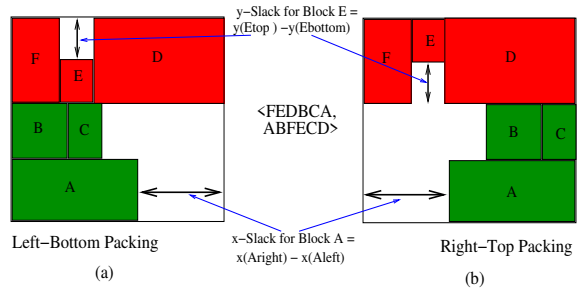 y−Slack for Block E =
y(Etop ) −y(Ebottom)
F
E
D
B
C
A
<FEDBCA,
ABFECD>
F
E
D
B
C
A
Left−Bottom Packing
(a)
x−Slack for Block A =
x(Aright) − x(Aleft)
Right−Top Packing
(b)